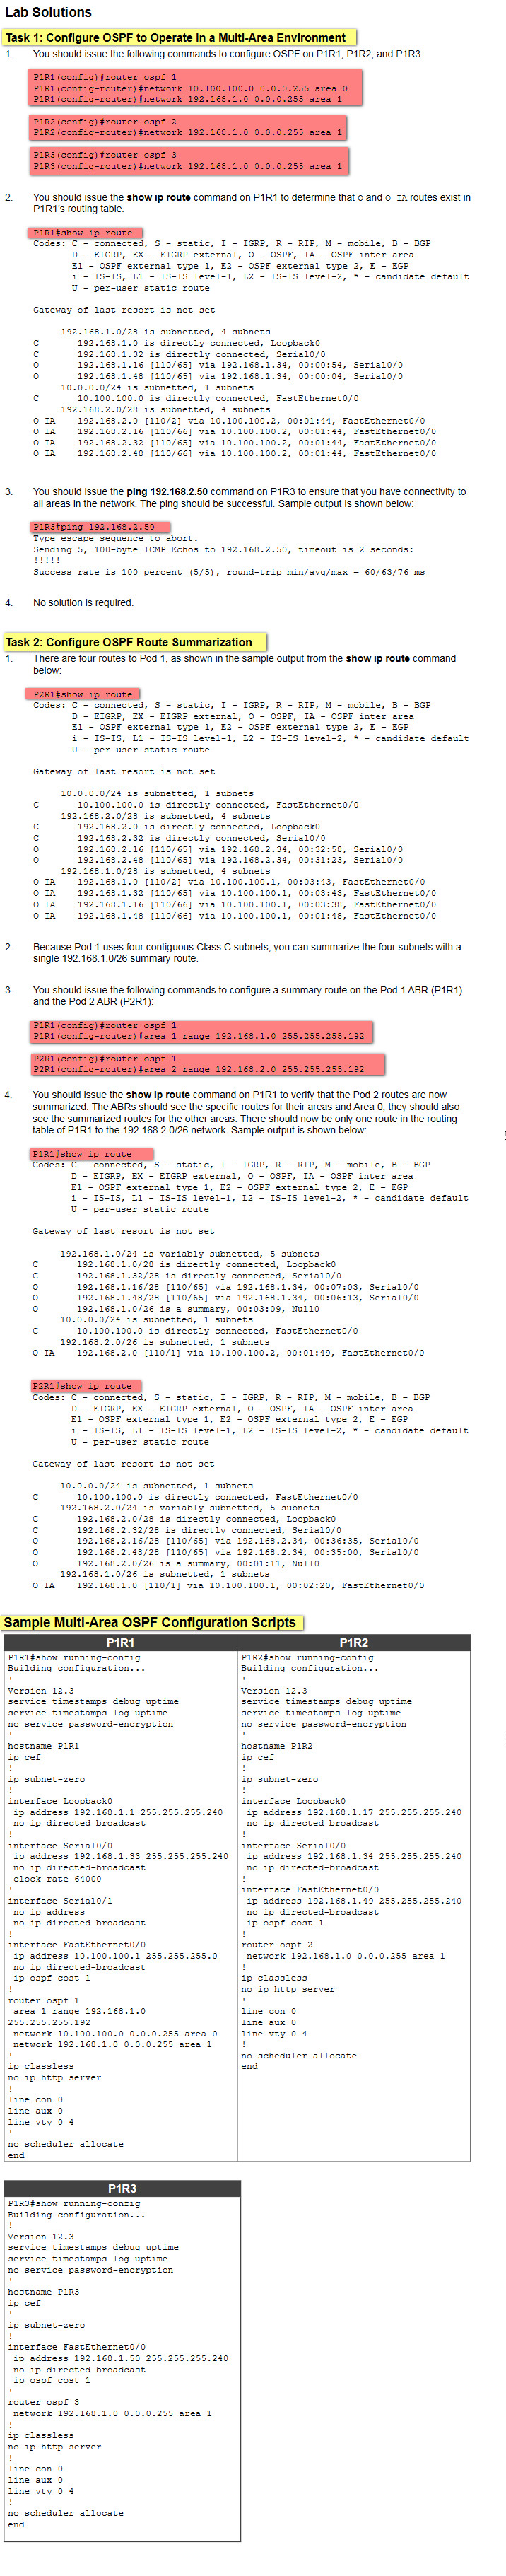 Lab Solutions
Task 1: Configure OSPF to Operate in a Multi-Area Environment
1. You should issue the following commands to configure OSPF on P1R1, P1R2, and P1R3:
P1R1(config)#router ospf 1
P1R1(config-router)#network 10.100.100.0 0.0.0.255 area 0
P1R1(config-router)#network 192.168.1.0 0.0.0.255 area 1
P1R2(config)#router ospf 2
P1R2(config-router)#network 192.168.1.0 0.0.0.255 area 1
P1R3(config)#router ospf 3
P1R3(config-router)#network 192.168.1.0 0.0.0.255 area 1
2. You should issue the show ip route command on P1R1 to determine that O and O IA routes exist in
P1R1's routing table.
P1R1#show ip route
Codes: C - connected, S - static, I - IGRP, R - RIP, M - mobile, B - BGP
D - EIGRP, EX - EIGRP external, O - OSPF, IA - OSPF inter area
E1 - OSPF external type 1, E2 - OSPF external type 2, E - EGP
i - IS-IS, L1 - IS-IS level-1, L2 - IS-IS level-2, * - candidate default
U - per-user static route
Gateway of last resort is not set
192.168.1.0/28 is subnetted, 4 subnets
C 192.168.1.0 is directly connected, Loopback0
C 192.168.1.32 is directly connected, Serial0/0
O 192.168.1.16 [110/65] via 192.168.1.34, 00:00:54, Serial0/0
O 192.168.1.48 [110/65] via 192.168.1.34, 00:00:04, Serial0/0
10.0.0.0/24 is subnetted, 1 subnets
C 10.100.100.0 is directly connected, FastEthernet0/0
192.168.2.0/28 is subnetted, 4 subnets
O IA 192.168.2.0 [110/2] via 10.100.100.2, 00:01:44, FastEthernet0/0
O IA 192.168.2.16 [110/66] via 10.100.100.2, 00:01:44, FastEthernet0/0
O IA 192.168.2.32 [110/65] via 10.100.100.2, 00:01:44, FastEthernet0/0
O IA 192.168.2.48 [110/66] via 10.100.100.2, 00:01:44, FastEthernet0/0
3. You should issue the ping 192.168.2.50 command on P1R3 to ensure that you have connectivity to
all areas in the network. The ping should be successful. Sample output is shown below:
P1R3#ping 192.168.2.50
Type escape sequence to abort.
Sending 5, 100-byte ICMP Echos to 192.168.2.50, timeout is 2 seconds:
!!!!!
Success rate is 100 percent (5/5), round-trip min/avg/max = 60/63/76 ms
4. No solution is required.
Task 2: Configure OSPF Route Summarization
1. There are four routes to Pod 1, as shown in the sample output from the show ip route command
below:
P2R1#show ip route
Codes: C - connected, S - static, I - IGRP, R - RIP, M - mobile, B - BGP
D - EIGRP, EX - EIGRP external, O - OSPF, IA - OSPF inter area
E1 - OSPF external type 1, E2 - OSPF external type 2, E - EGP
i - IS-IS, L1 - IS-IS level-1, L2 - IS-IS level-2, * - candidate default
U - per-user static route
Gateway of last resort is not set
10.0.0.0/24 is subnetted, 1 subnets
C 10.100.100.0 is directly connected, FastEthernet0/0
192.168.2.0/28 is subnetted, 4 subnets
C 192.168.2.0 is directly connected, Loopback0
C 192.168.2.32 is directly connected, Serial0/0
O 192.168.2.16 [110/65] via 192.168.2.34, 00:32:58, Serial0/0
O 192.168.2.48 [110/65] via 192.168.2.34, 00:31:23, Serial0/0
192.168.1.0/28 is subnetted, 4 subnets
O IA 192.168.1.0 [110/2] via 10.100.100.1, 00:03:43, FastEthernet0/0
O IA 192.168.1.32 [110/65] via 10.100.100.1, 00:03:43, FastEthernet0/0
O IA 192.168.1.16 [110/66] via 10.100.100.1, 00:03:38, FastEthernet0/0
O IA 192.168.1.48 [110/66] via 10.100.100.1, 00:01:48, FastEthernet0/0
2. Because Pod 1 uses four contiguous Class C subnets, you can summarize the four subnets with a
single 192.168.1.0/26 summary route.
3. You should issue the following commands to configure a summary route on the Pod 1 ABR (P1R1)
and the Pod 2 ABR (P2R1):
P1R1(config)#router ospf 1
P1R1(config-router)#area 1 range 192.168.1.0 255.255.255.192
P2R1(config)#router ospf 1
P2R1(config-router)#area 2 range 192.168.2.0 255.255.255.192
4. You should issue the show ip route command on P1R1 to verify that the Pod 2 routes are now
summarized. The ABRs should see the specific routes for their areas and Area 0; they should also
see the summarized routes for the other areas. There should now be only one route in the routing
table of P1R1 to the 192.168.2.0/26 network. Sample output is shown below:
P1R1#show ip route
Codes: C - connected, S - static, I - IGRP, R - RIP, M - mobile, B - BGP
D - EIGRP, EX - EIGRP external, O - OSPF, IA - OSPF inter area
E1 - OSPF external type 1, E2 - OSPF external type 2, E - EGP
i - IS-IS, L1 - IS-IS level-1, L2 - IS-IS level-2, * - candidate default
U - per-user static route
Gateway of last resort is not set
192.168.1.0/24 is variably subnetted, 5 subnets
C 192.168.1.0/28 is directly connected, Loopback0
C 192.168.1.32/28 is directly connected, Serial0/0
O 192.168.1.16/28 [110/65] via 192.168.1.34, 00:07:03, Serial0/0
O 192.168.1.48/28 [110/65] via 192.168.1.34, 00:06:13, Serial0/0
O 192.168.1.0/26 is a summary, 00:03:09, Null0
10.0.0.0/24 is subnetted, 1 subnets
C 10.100.100.0 is directly connected, FastEthernet0/0
192.168.2.0/26 is subnetted, 1 subnets
O IA 192.168.2.0 [110/1] via 10.100.100.2, 00:01:49, FastEthernet0/0
P2R1#show ip route
Codes: C - connected, S - static, I - IGRP, R - RIP, M - mobile, B - BGP
D - EIGRP, EX - EIGRP external, O - OSPF, IA - OSPF inter area
E1 - OSPF external type 1, E2 - OSPF external type 2, E - EGP
i - IS-IS, L1 - IS-IS level-1, L2 - IS-IS level-2, * - candidate default
U - per-user static route
Gateway of last resort is not set
10.0.0.0/24 is subnetted, 1 subnets
C 10.100.100.0 is directly connected, FastEthernet0/0
192.168.2.0/24 is variably subnetted, 5 subnets
C 192.168.2.0/28 is directly connected, Loopback0
C 192.168.2.32/28 is directly connected, Serial0/0
O 192.168.2.16/28 [110/65] via 192.168.2.34, 00:36:35, Serial0/0
O 192.168.2.48/28 [110/65] via 192.168.2.34, 00:35:00, Serial0/0
O 192.168.2.0/26 is a summary, 00:01:11, Null0
192.168.1.0/26 is subnetted, 1 subnets
O IA 192.168.1.0 [110/1] via 10.100.100.1, 00:02:20, FastEthernet0/0
Sample Multi-Area OSPF Configuration Scripts
P1R1
P1R1#show running-config
Building configuration...
!
Version 12.3
service timestamps debug uptime
service timestamps log uptime
no service password-encryption
!
hostname P1R1
ip cef
!
ip subnet-zero
!
interface Loopback0
ip address 192.168.1.1 255.255.255.240
no ip directed broadcast
!
interface Serial0/0
ip address 192.168.1.33 255.255.255.240
no ip directed-broadcast
clock rate 64000
!
interface Serial0/1
no ip address
no ip directed-broadcast
!
interface FastEthernet0/0
ip address 10.100.100.1 255.255.255.0
no ip directed-broadcast
ip ospf cost 1
!
router ospf 1
area 1 range 192.168.1.0
255.255.255.192
network 10.100.100.0 0.0.0.255 area 0
network 192.168.1.0 0.0.0.255 area 1
!
ip classless
no ip http server
!
line con 0
line aux 0
line vty 0 4
!
no scheduler allocate
end
P1R2
P1R2#show running-config
Building configuration...
!
Version 12.3
service timestamps debug uptime
service timestamps log uptime
no service password-encryption
!
hostname P1R2
ip cef
!
ip subnet-zero
!
interface Loopback0
ip address 192.168.1.17 255.255.255.240
no ip directed broadcast
!
interface Serial0/0
ip address 192.168.1.34 255.255.255.240
no ip directed-broadcast
!
interface FastEthernet0/0
ip address 192.168.1.49 255.255.255.240
no ip directed-broadcast
ip ospf cost 1
!
router ospf 2
network 192.168.1.0 0.0.0.255 area 1
!
ip classless
no ip http server
!
line con 0
line aux 0
line vty 0 4
!
no scheduler allocate
end
P1R3
P1R3#show running-config
Building configuration...
!
Version 12.3
service timestamps debug uptime
service timestamps log uptime
no service password-encryption
!
hostname P1R3
ip cef
!
ip subnet-zero
!
interface FastEthernet0/0
ip address 192.168.1.50 255.255.255.240
no ip directed-broadcast
ip ospf cost 1
!
router ospf 3
network 192.168.1.0 0.0.0.255 area 1
!
ip classless
no ip http server
!
line con 0
line aux 0
line vty 0 4
!
no scheduler allocate
end